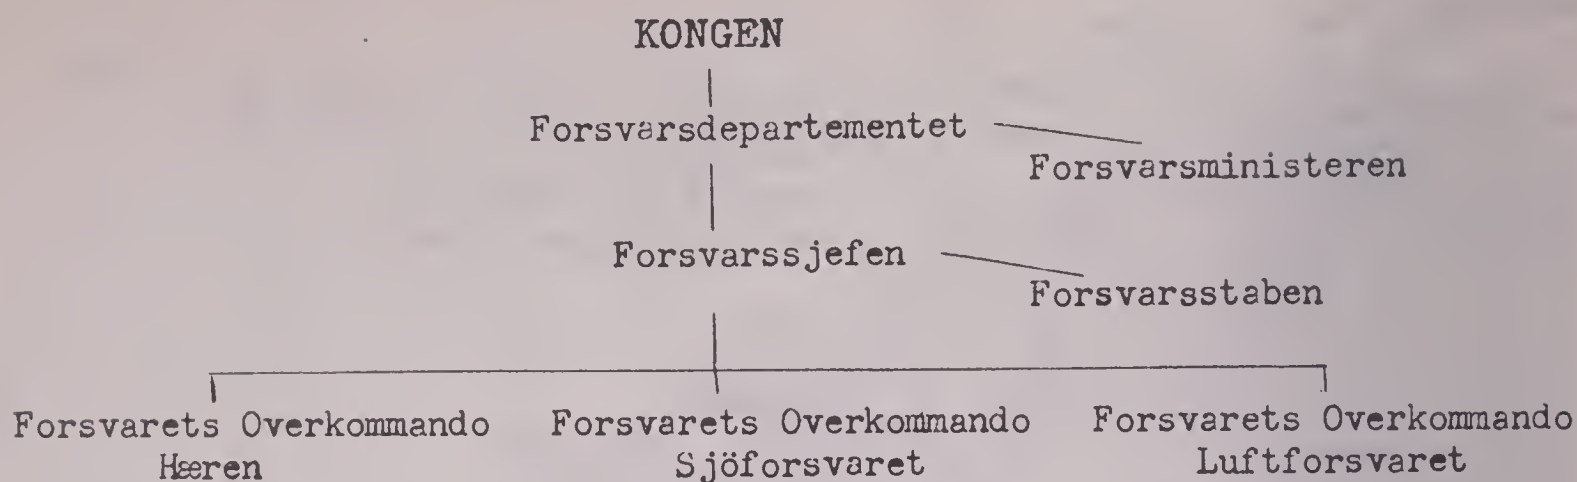 KONGEN
Forsvarsdepartementet
Forsvarsministeren
Forsvarssjefen
Forsvarsstaben
Forsvarets Overkommando
Hæren
Forsvarets Overkommando
Sjöforsvaret
Forsvarets Overkommando
Luftforsvaret